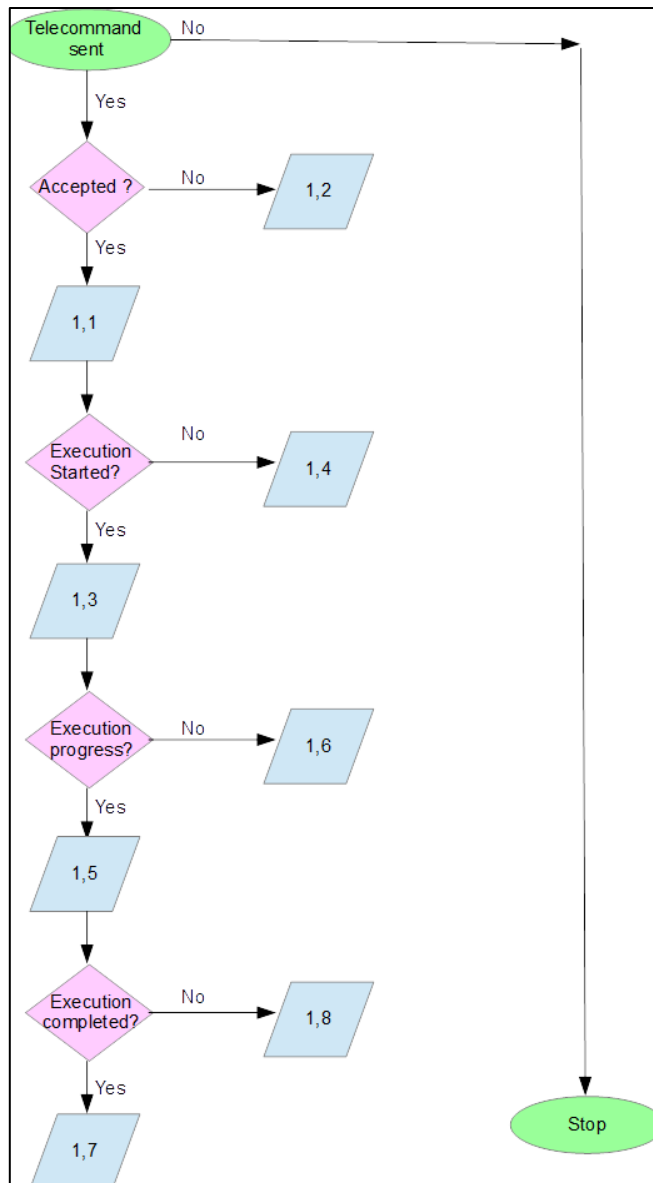 Telecommand
sent
No
Yes
Accepted ?
No
1,2
Yes
1,1
Execution
Started?
No
1,4
Yes
1,3
Execution
progress?
No
1,6
Yes
1,5
Execution
completed?
No
1,8
Yes
1,7
Stop